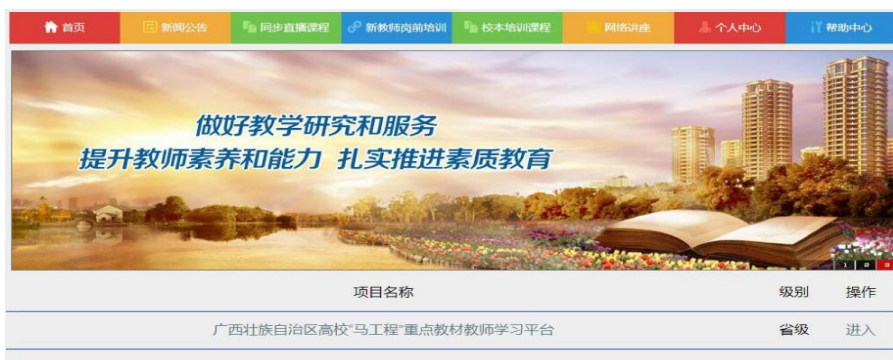 首页 新闻公告 同步直播课程 新教师岗前培训 校本培训课程 网络讲座 个人中心 帮助中心
做好教学研究和服务
提升教师素养和能力 扎实推进素质教育
1 2 3
项目名称 级别 操作
广西壮族自治区高校“马工程”重点教材教师学习平台 省级 进入